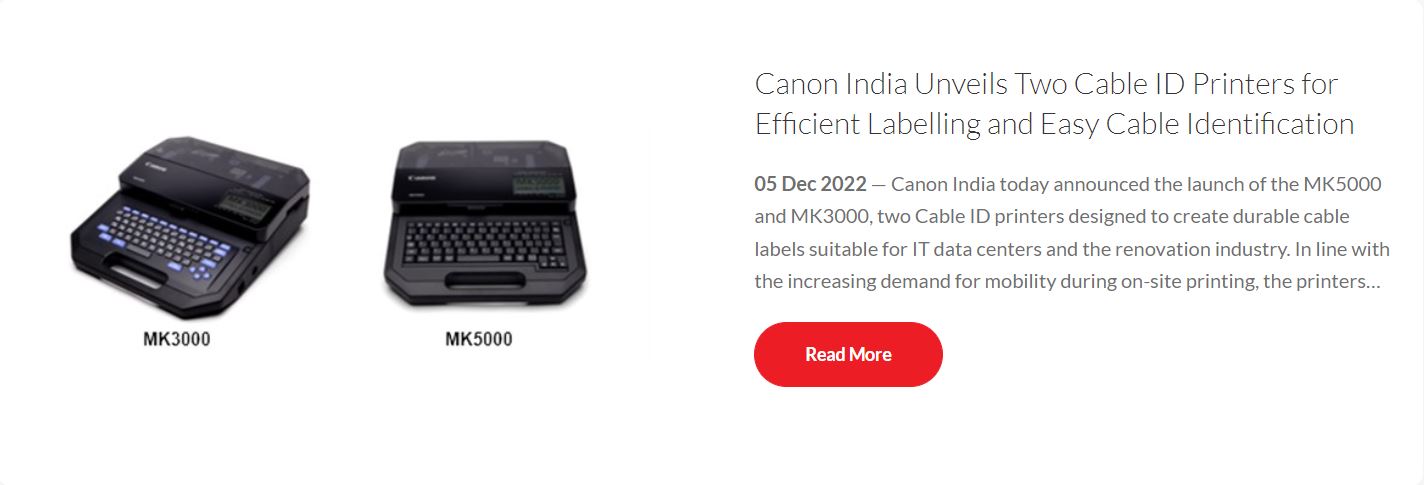 Canon India Unveils Two Cable ID Printers for
Efficient Labelling and Easy Cable Identification
05 Dec 2022 — Canon India today announced the launch of the MK5000
and MK3000, two Cable ID printers designed to create durable cable
labels suitable for IT data centers and the renovation industry. In line with
the increasing demand for mobility during on-site printing, the printers...
Read More
Canon
Canon
MK3000
MK5000